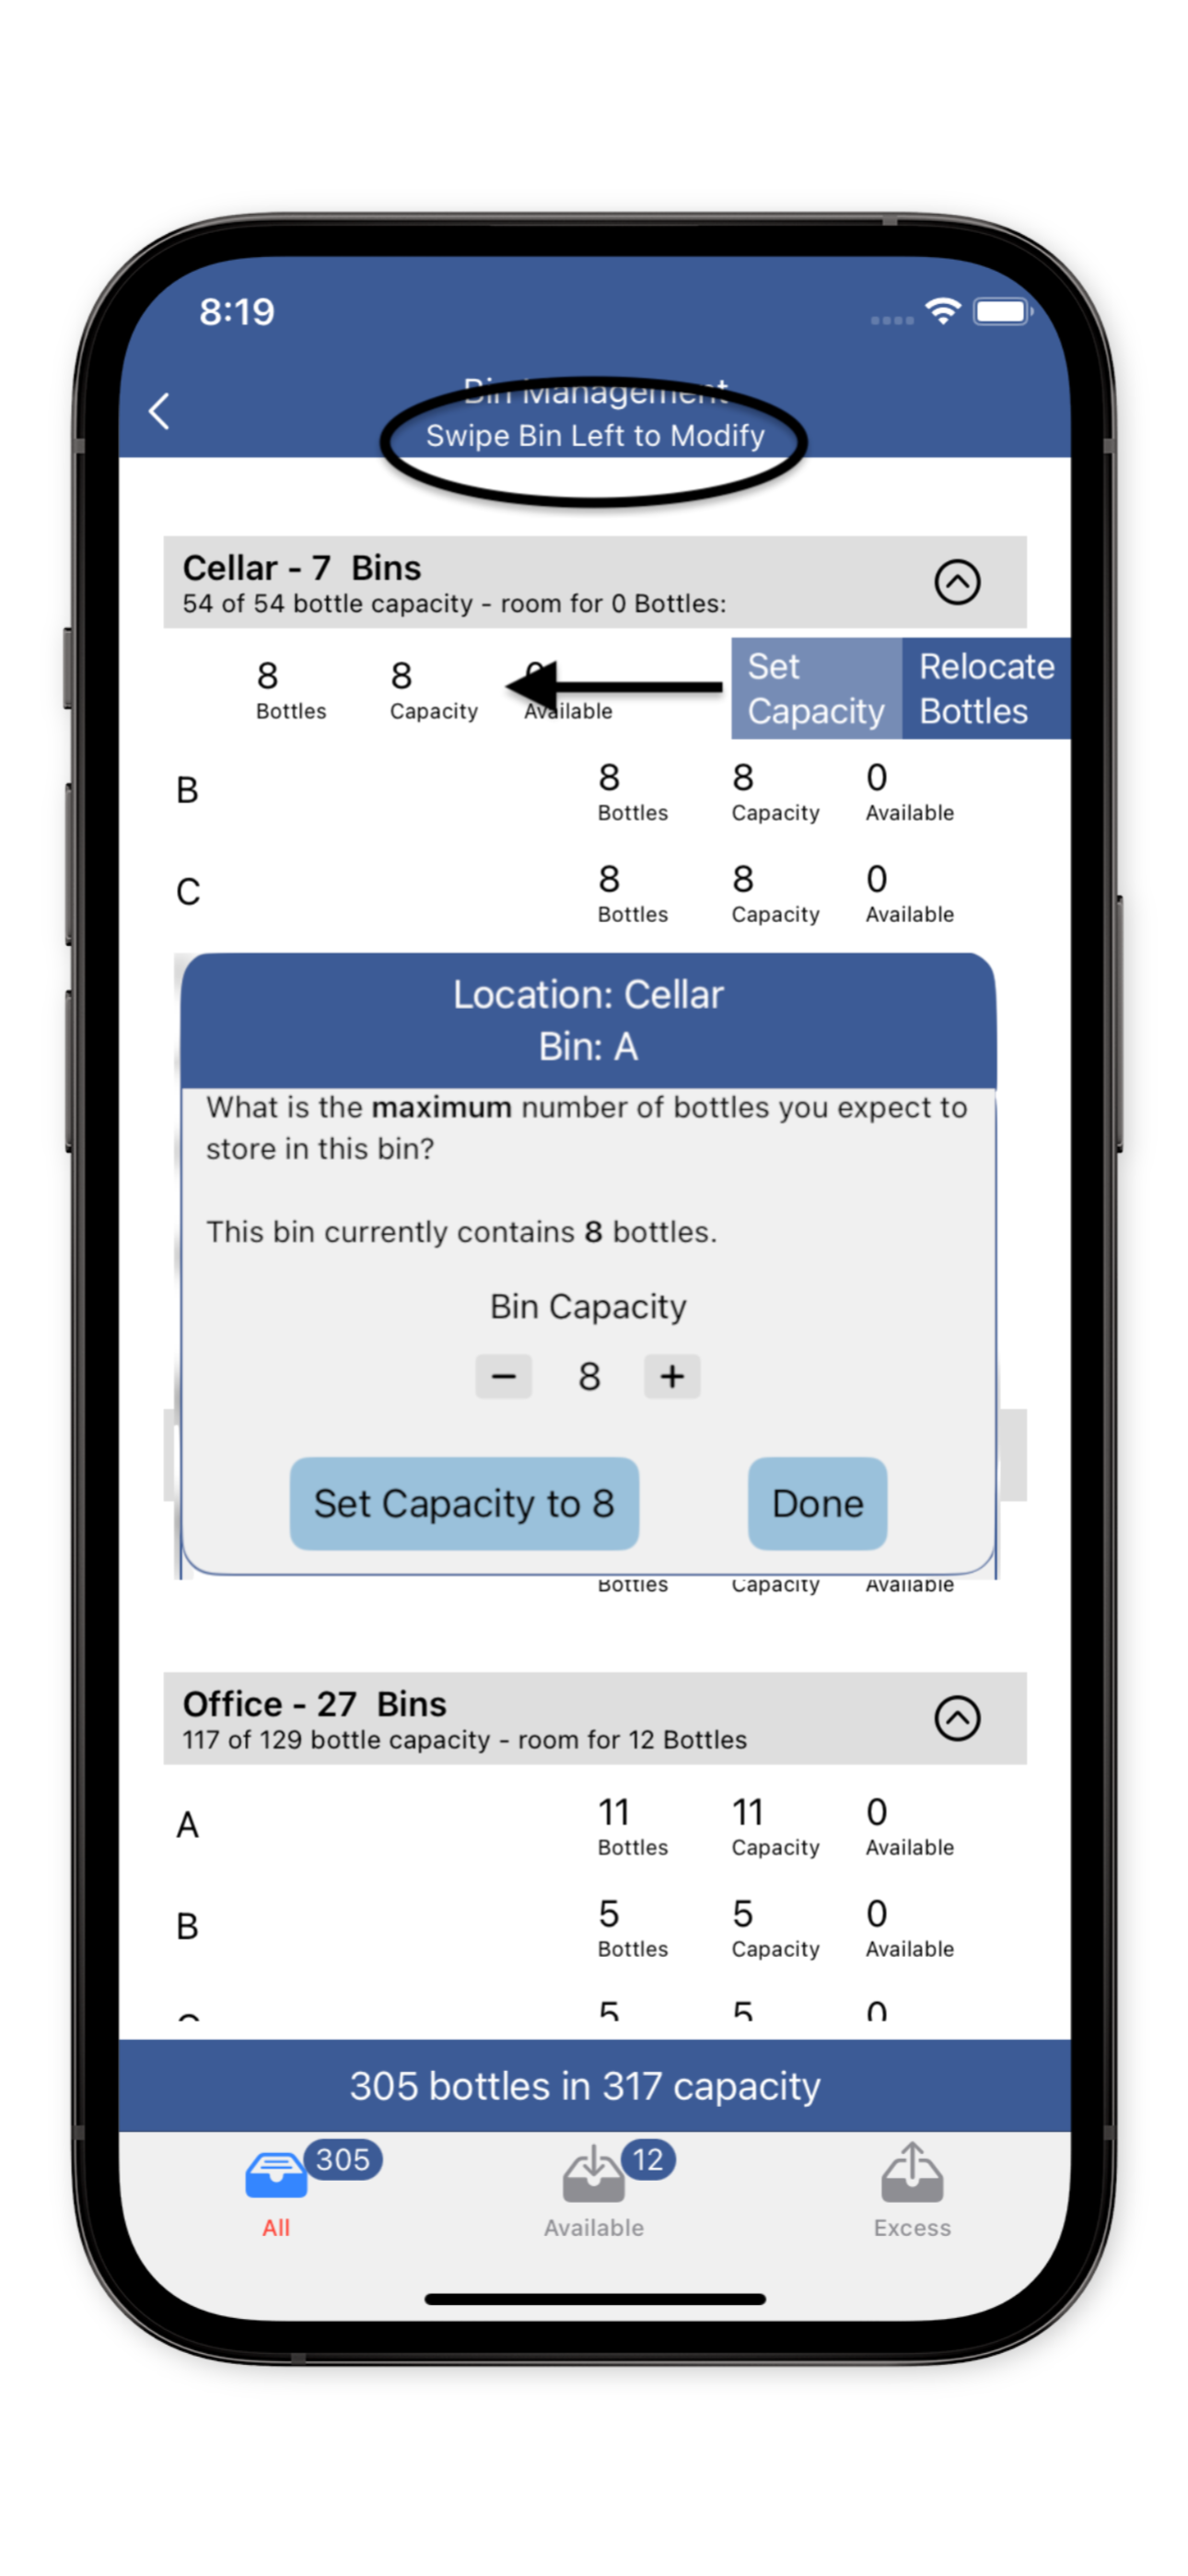 8:19
Bin Management
Swipe Bin Left to Modify
Cellar - 7 Bins
54 of 54 bottle capacity - room for 0 Bottles:
8 8 0
Bottles Capacity Available
Set Capacity
Relocate Bottles
B
8 8 0
Bottles Capacity Available
C
8 8 0
Bottles Capacity Available
Location: Cellar
Bin: A
What is the maximum number of bottles you expect to
store in this bin?
This bin currently contains 8 bottles.
Bin Capacity
− 8 +
Set Capacity to 8 Done
Bottles Capacity Available
Office - 27 Bins
117 of 129 bottle capacity - room for 12 Bottles
A
11 11 0
Bottles Capacity Available
B
5 5 0
Bottles Capacity Available
5 5 0
305 bottles in 317 capacity
305 12
All Available Excess